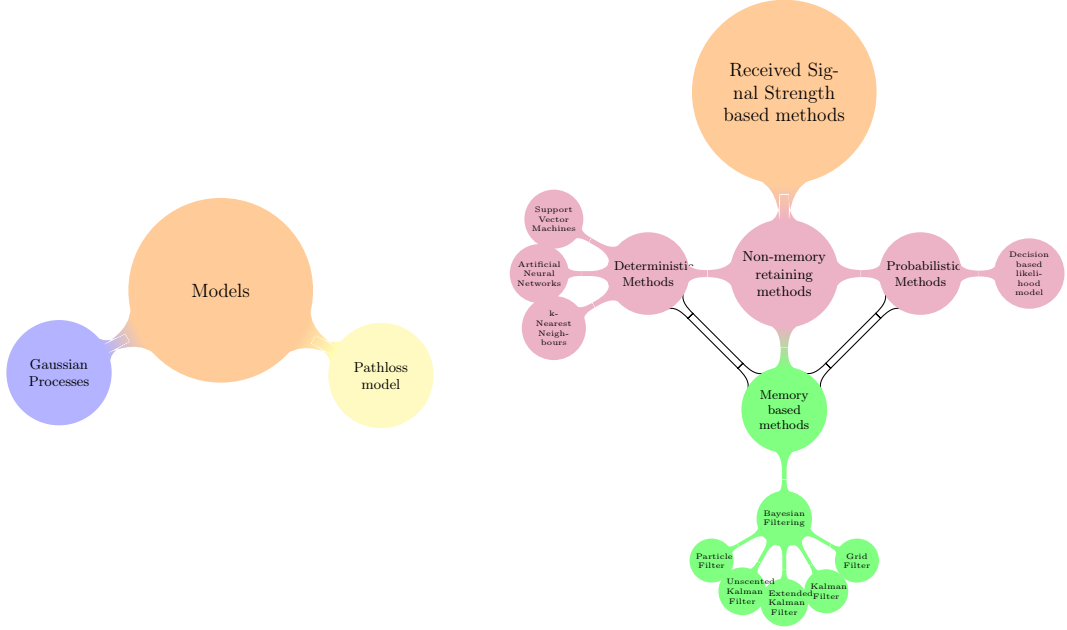 Models
Gaussian
Processes
Pathloss
model
Received Sig-
nal Strength
based methods
Support
Vector
Machines
Artificial
Neural
Networks
k-
Nearest
Neigh-
bours
Deterministic
Methods
Non-memory
retaining
methods
Probabilistic
Methods
Decision
based
likeli-
hood
model
Memory
based
methods
Bayesian
Filtering
Particle
Filter
Unscented
Kalman
Filter
Extended
Kalman
Filter
Kalman
Filter
Grid
Filter